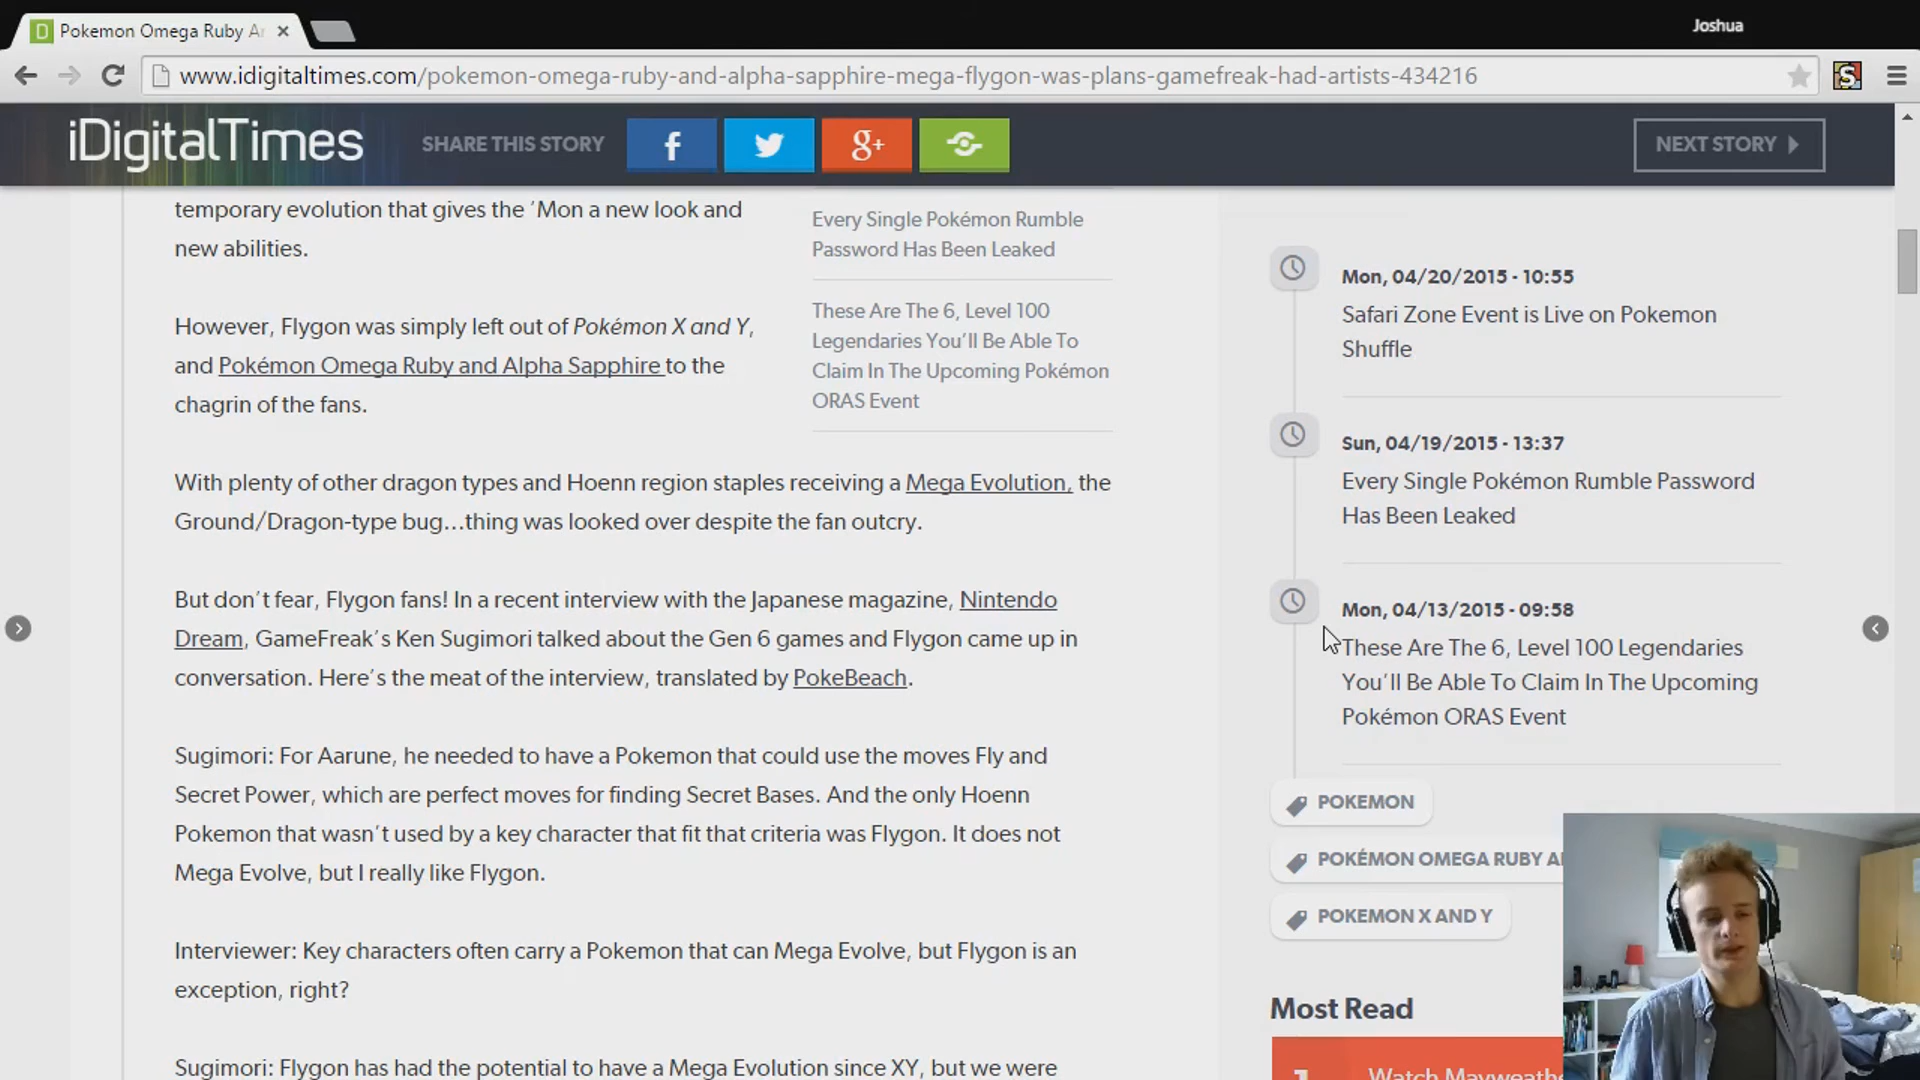 Pokemon Omega Ruby Ar
Joshua
www.idigitaltimes.com/pokemon-omega-ruby-and-alpha-sapphire-mega-flygon-was-plans-gamefreak-had-artists-434216
iDigitalTimes
SHARE THIS STORY
f
g+
NEXT STORY
temporary evolution that gives the 'Mon a new look and
new abilities.
However, Flygon was simply left out of Pokémon X and Y,
and Pokémon Omega Ruby and Alpha Sapphire to the
chagrin of the fans.
With plenty of other dragon types and Hoenn region staples receiving a Mega Evolution, the
Ground/Dragon-type bug...thing was looked over despite the fan outcry.
But don't fear, Flygon fans! In a recent interview with the Japanese magazine, Nintendo
Dream, GameFreak's Ken Sugimori talked about the Gen 6 games and Flygon came up in
conversation. Here's the meat of the interview, translated by PokeBeach.
Sugimori: For Aarune, he needed to have a Pokemon that could use the moves Fly and
Secret Power, which are perfect moves for finding Secret Bases. And the only Hoenn
Pokemon that wasn't used by a key character that fit that criteria was Flygon. It does not
Mega Evolve, but I really like Flygon.
Interviewer: Key characters often carry a Pokemon that can Mega Evolve, but Flygon is an
exception, right?
Sugimori: Flygon has had the potential to have a Mega Evolution since XY, but we were
Every Single Pokémon Rumble
Password Has Been Leaked
These Are The 6, Level 100
Legendaries You'll Be Able To
Claim In The Upcoming Pokémon
ORAS Event
Mon, 04/20/2015 - 10:55
Safari Zone Event is Live on Pokemon
Shuffle
Sun, 04/19/2015 - 13:37
Every Single Pokémon Rumble Password
Has Been Leaked
Mon, 04/13/2015 - 09:58
These Are The 6, Level 100 Legendaries
You'll Be Able To Claim In The Upcoming
Pokémon ORAS Event
POKEMON
POKÉMON OMEGA RUBY A
POKEMON X AND Y
Most Read
1
Watch Mayweathe